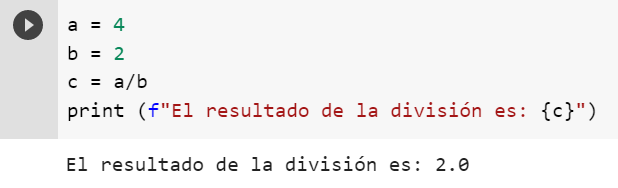 a = 4
b = 2
c = a/b
print (f"El resultado de la división es: {c}")
El resultado de la división es: 2.0